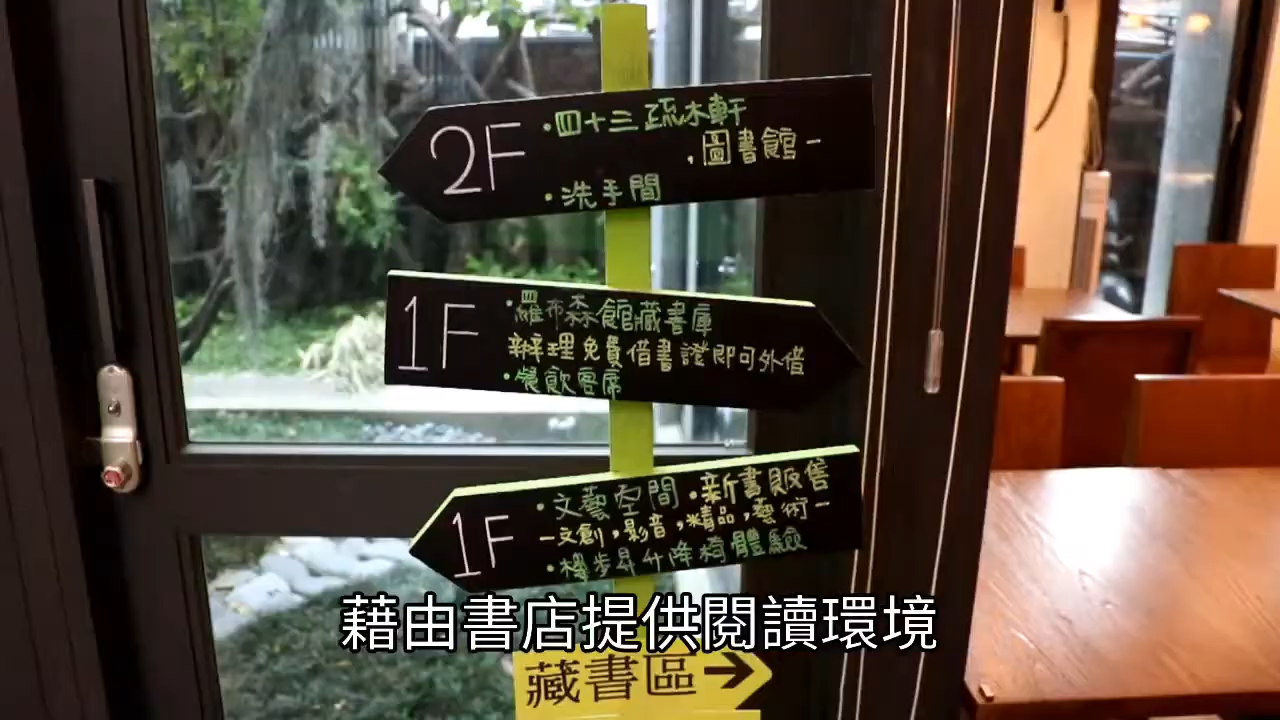 2F
·四十三疏木軒
,圖書館-
·洗手間
1F
·羅布森館藏書庫
辦理免費借書證即可外借
·餐飲客席
1F
·文藝空間 ·新書販售
-文創,影音,精品,藝術-
·樓步昇升降椅體驗
藉由書店提供閱讀環境
藏書區→